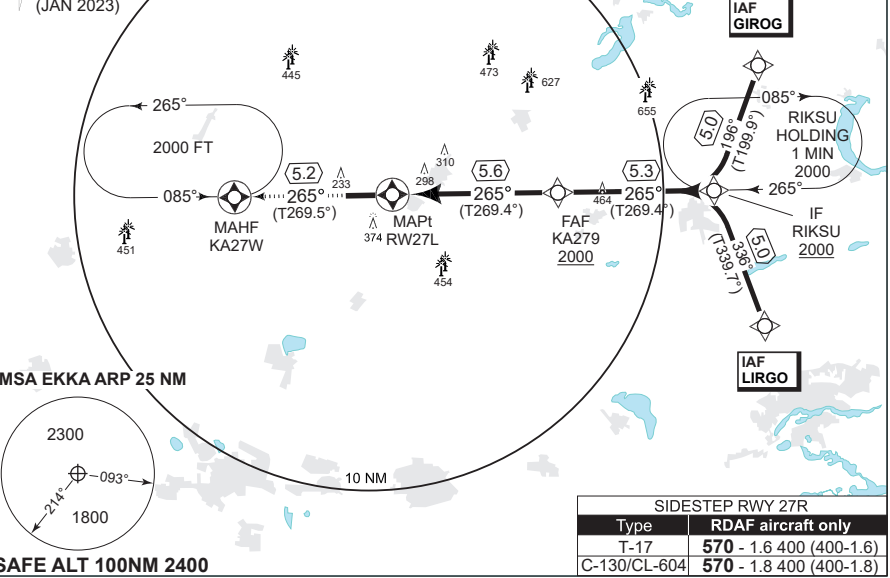 (JAN 2023)
IAF
GIROG
445
473
627
655
265°
2000 FT
085°
085°
5.0
196°
(T199.9°)
RIKSU
HOLDING
1 MIN
2000
265°
310
298
233
5.2
265°
(T269.5°)
5.6
265°
(T269.4°)
5.3
265°
(T269.4°)
464
MAHF
KA27W
374
MAPt
RW27L
FAF
KA279
2000
IF
RIKSU
2000
451
454
5.0
336°
(T339.7°)
IAF
LIRGO
MSA EKKA ARP 25 NM
2300
093°
214°
1800
10 NM
SAFE ALT 100NM 2400
SIDESTEP RWY 27R
Type RDAF aircraft only
T-17 570 - 1.6 400 (400-1.6)
C-130/CL-604 570 - 1.8 400 (400-1.8)